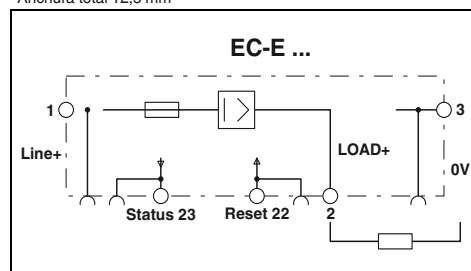 Anchura total 12,5 mm
EC-E ...
1
3
Line+
LOAD+
0V
Status 23
Reset 22
2